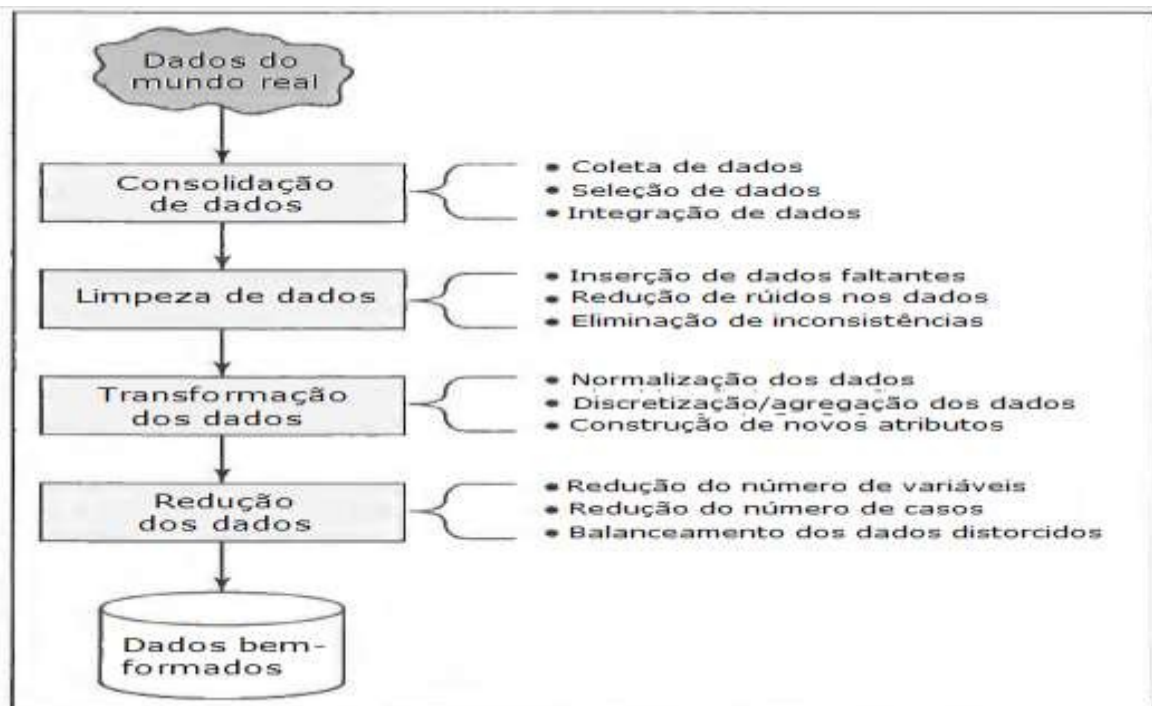 Dados do
mundo real
Consolidação
de dados
• Coleta de dados
• Seleção de dados
• Integração de dados
Limpeza de dados
• Inserção de dados faltantes
• Redução de rúidos nos dados
• Eliminação de inconsistências
Transformação
dos dados
• Normalização dos dados
• Discretização/agregação dos dados
• Construção de novos atributos
Redução
dos dados
• Redução do número de variáveis
• Redução do número de casos
• Balanceamento dos dados distorcidos
Dados bem-
formados